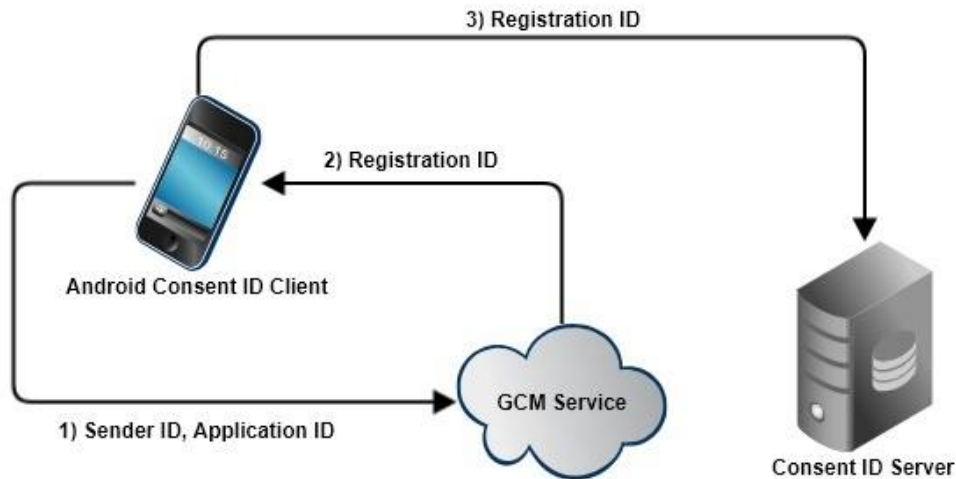 3) Registration ID
10:15
2) Registration ID
Android Consent ID Client
GCM Service
1) Sender ID, Application ID
Consent ID Server